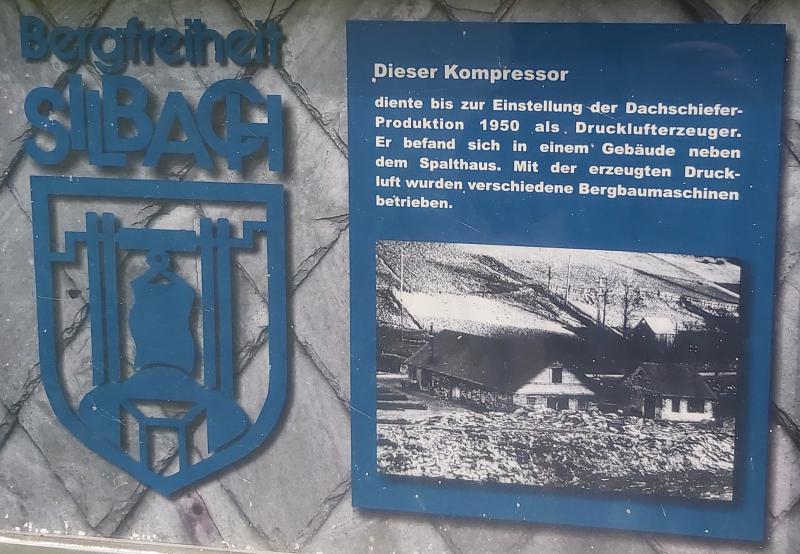 Bergfreiheit
SILBACH
Dieser Kompressor
diente bis zur Einstellung der Dachschiefer-
Produktion 1950 als Drucklufterzeuger.
Er befand sich in einem Gebäude neben
dem Spalthaus. Mit der erzeugten Druck-
luft wurden verschiedene Bergbaumaschinen
betrieben.